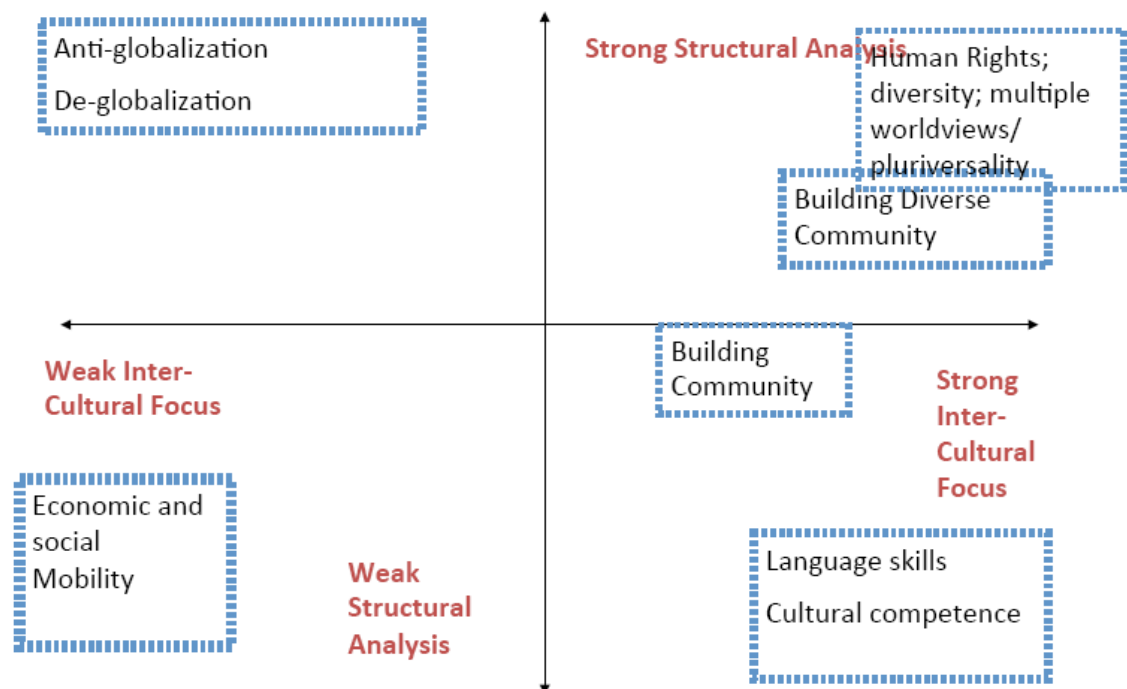 Anti-globalization
De-globalization
Strong Structural Analysis
Human Rights;
diversity; multiple
worldviews/
pluriversality
Building Diverse
Community
Building
Community
Weak Inter-
Cultural Focus
Strong
Inter-
Cultural
Focus
Economic and
social
Mobility
Weak
Structural
Analysis
Language skills
Cultural competence